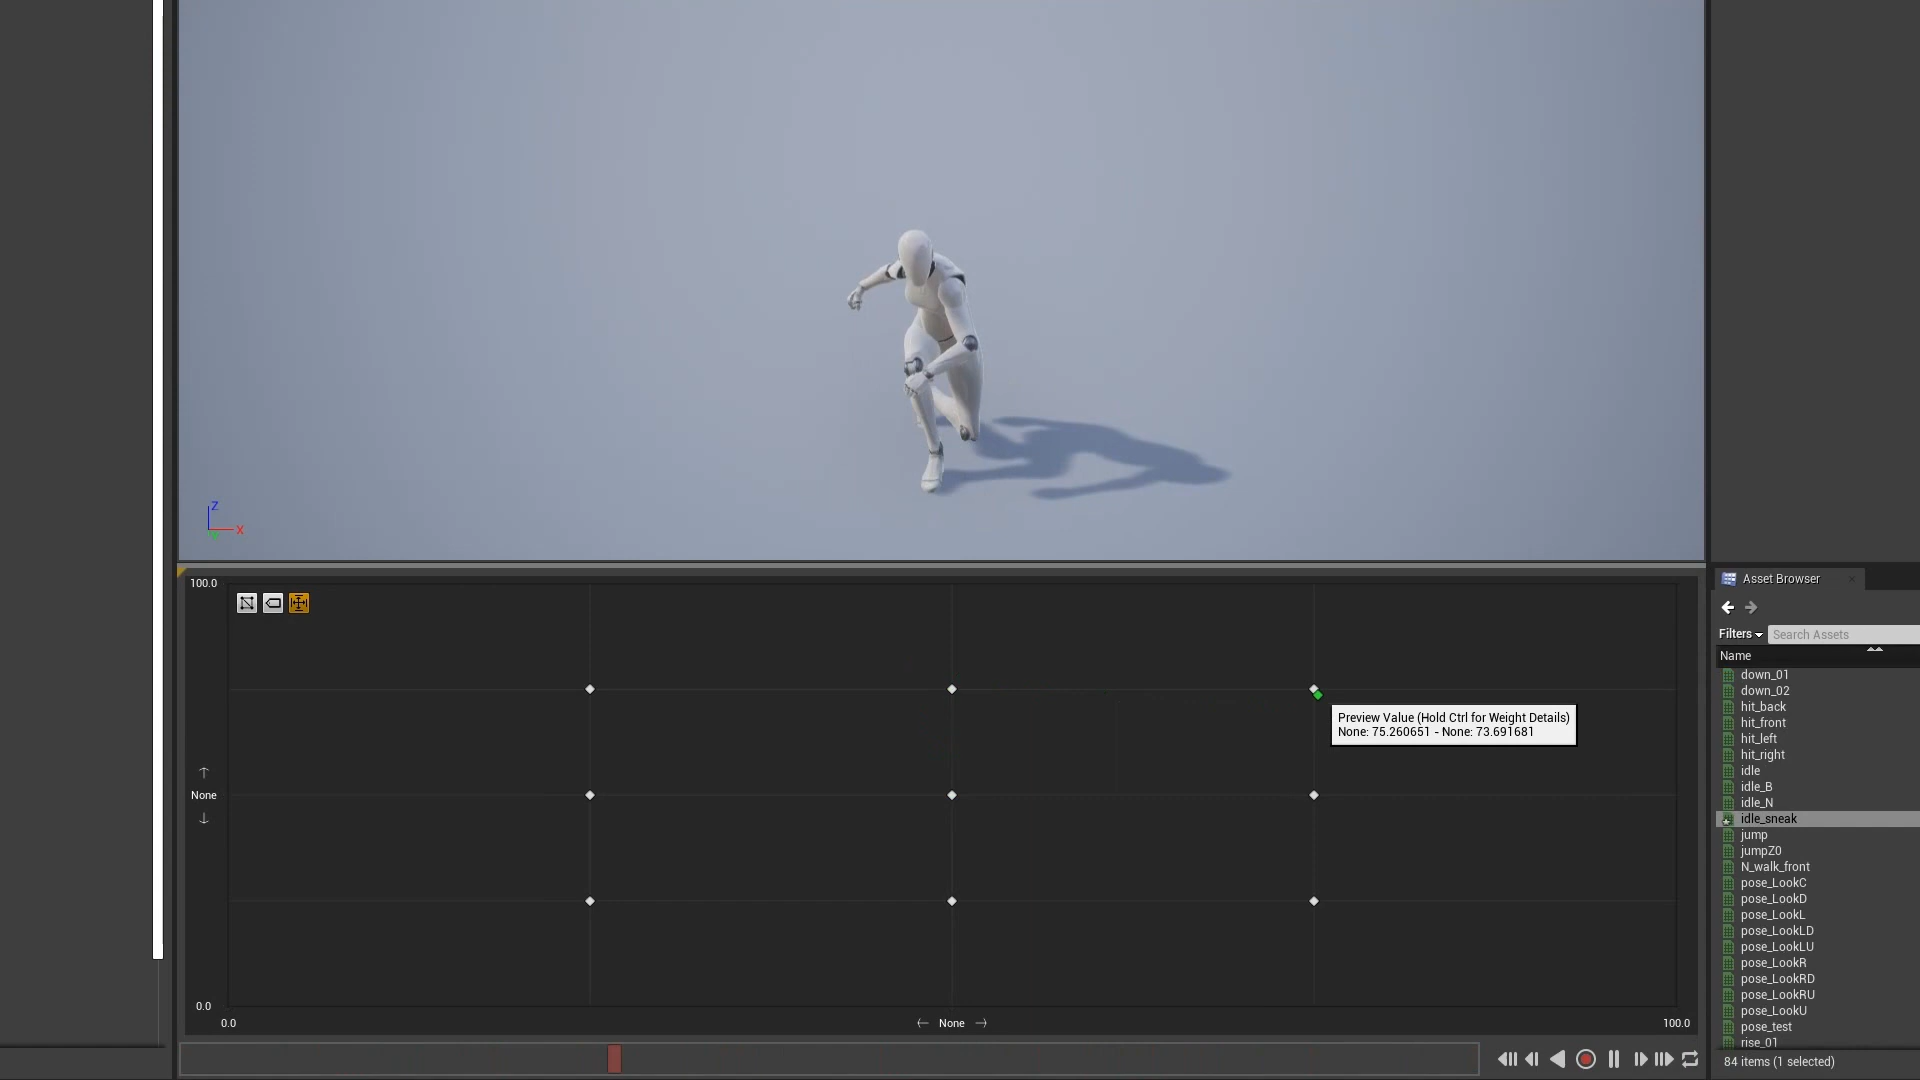 Z
X
100.0
None
0.0
0.0
None
100.0
Preview Value (Hold Ctrl for Weight Details)
None: 75.260651 - None: 73.691681
Asset Browser
Filters
Search Assets
Name
down_01
down_02
hit_back
hit_front
hit_left
hit_right
idle
idle_B
idle_N
idle_sneak
jump
jumpZ0
N_walk_front
pose_LookC
pose_LookD
pose_LookL
pose_LookLD
pose_LookLU
pose_LookR
pose_LookRD
pose_LookRU
pose_LookU
pose_test
rise_01
84 items (1 selected)